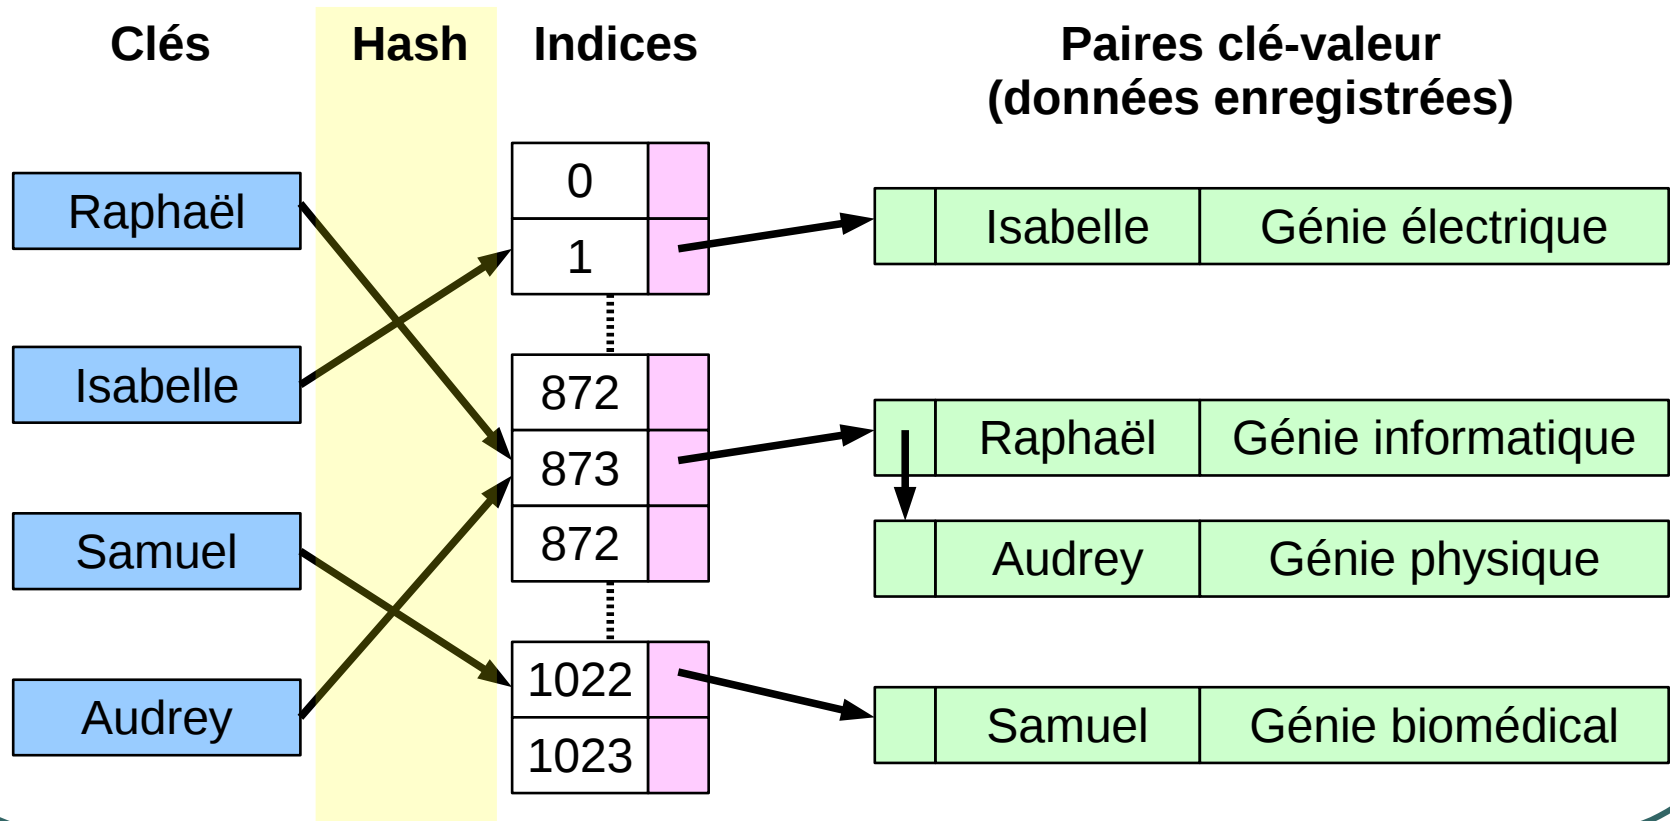 Clés
Hash
Indices
Paires clé-valeur
(données enregistrées)
Raphaël
Isabelle
Samuel
Audrey
0
1
872
873
872
1022
1023
Isabelle Génie électrique
Raphaël Génie informatique
Audrey Génie physique
Samuel Génie biomédical